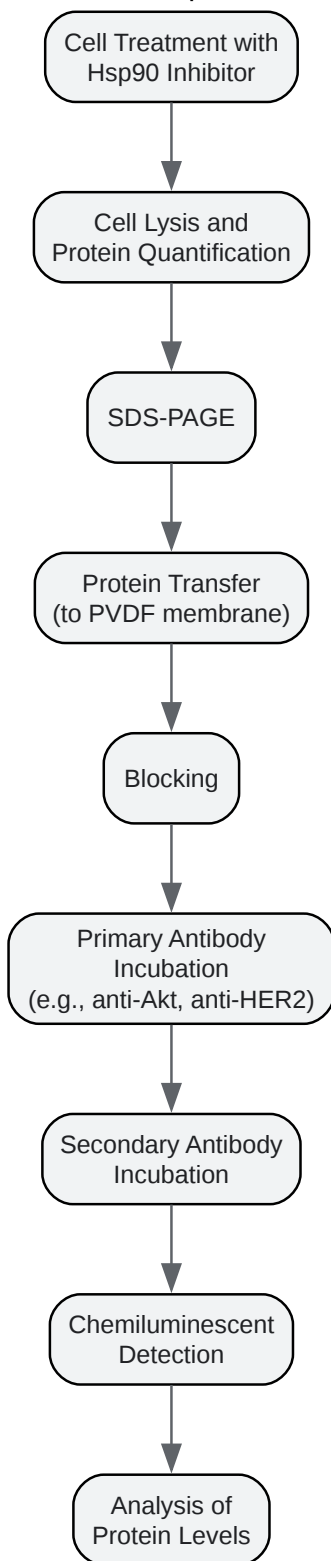 Cell Treatment with
Hsp90 Inhibitor
Cell Lysis and
Protein Quantification
SDS-PAGE
Protein Transfer
(to PVDF membrane)
Blocking
Primary Antibody
Incubation
(e.g., anti-Akt, anti-HER2)
Secondary Antibody
Incubation
Chemiluminescent
Detection
Analysis of
Protein Levels